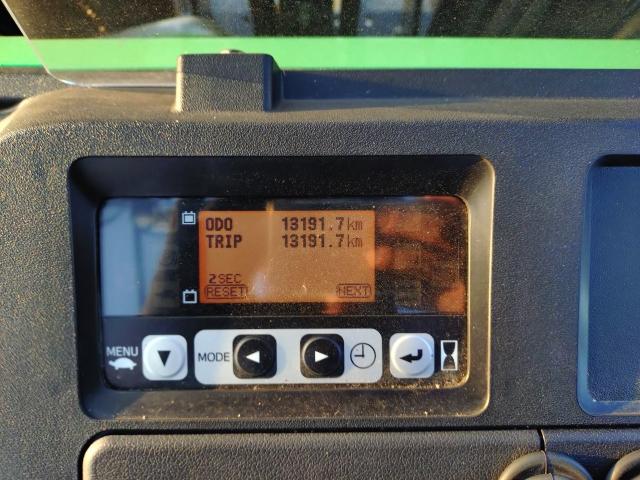 ODO 13191.7km
TRIP 13191.7km
2SEC
RESET NEXT
MENU MODE